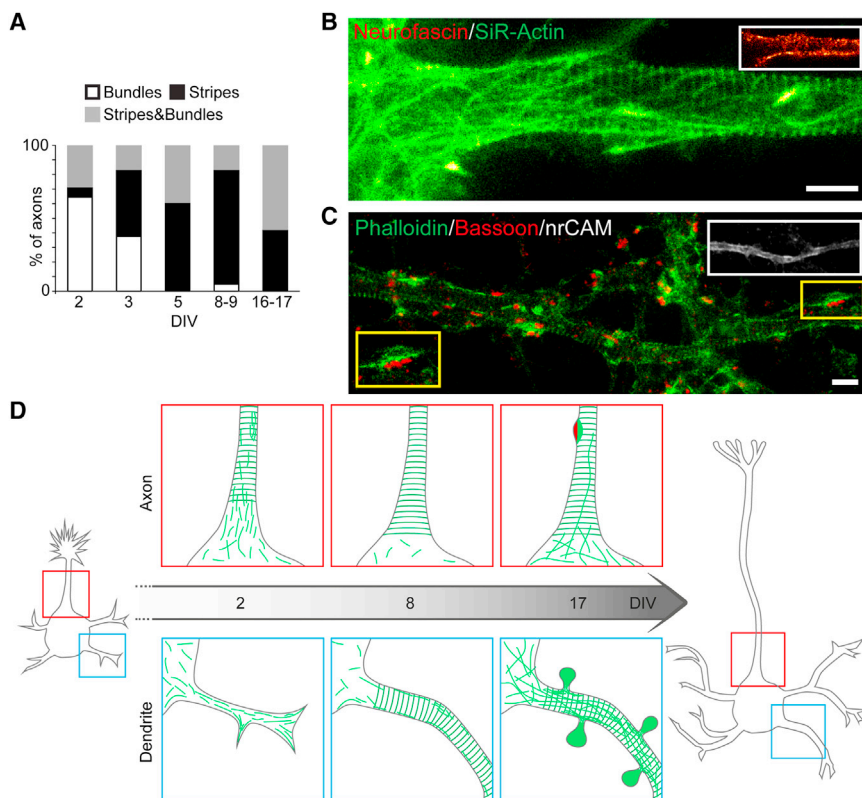 A
Bundles Stripes
Stripes&Bundles
100
% of axons
0
2 3 5 8-9 16-17
DIV
B
Neurofascin/SiR-Actin
C
Phalloidin/Bassoon/nrCAM
D
Axon
2 8 17 DIV
Dendrite